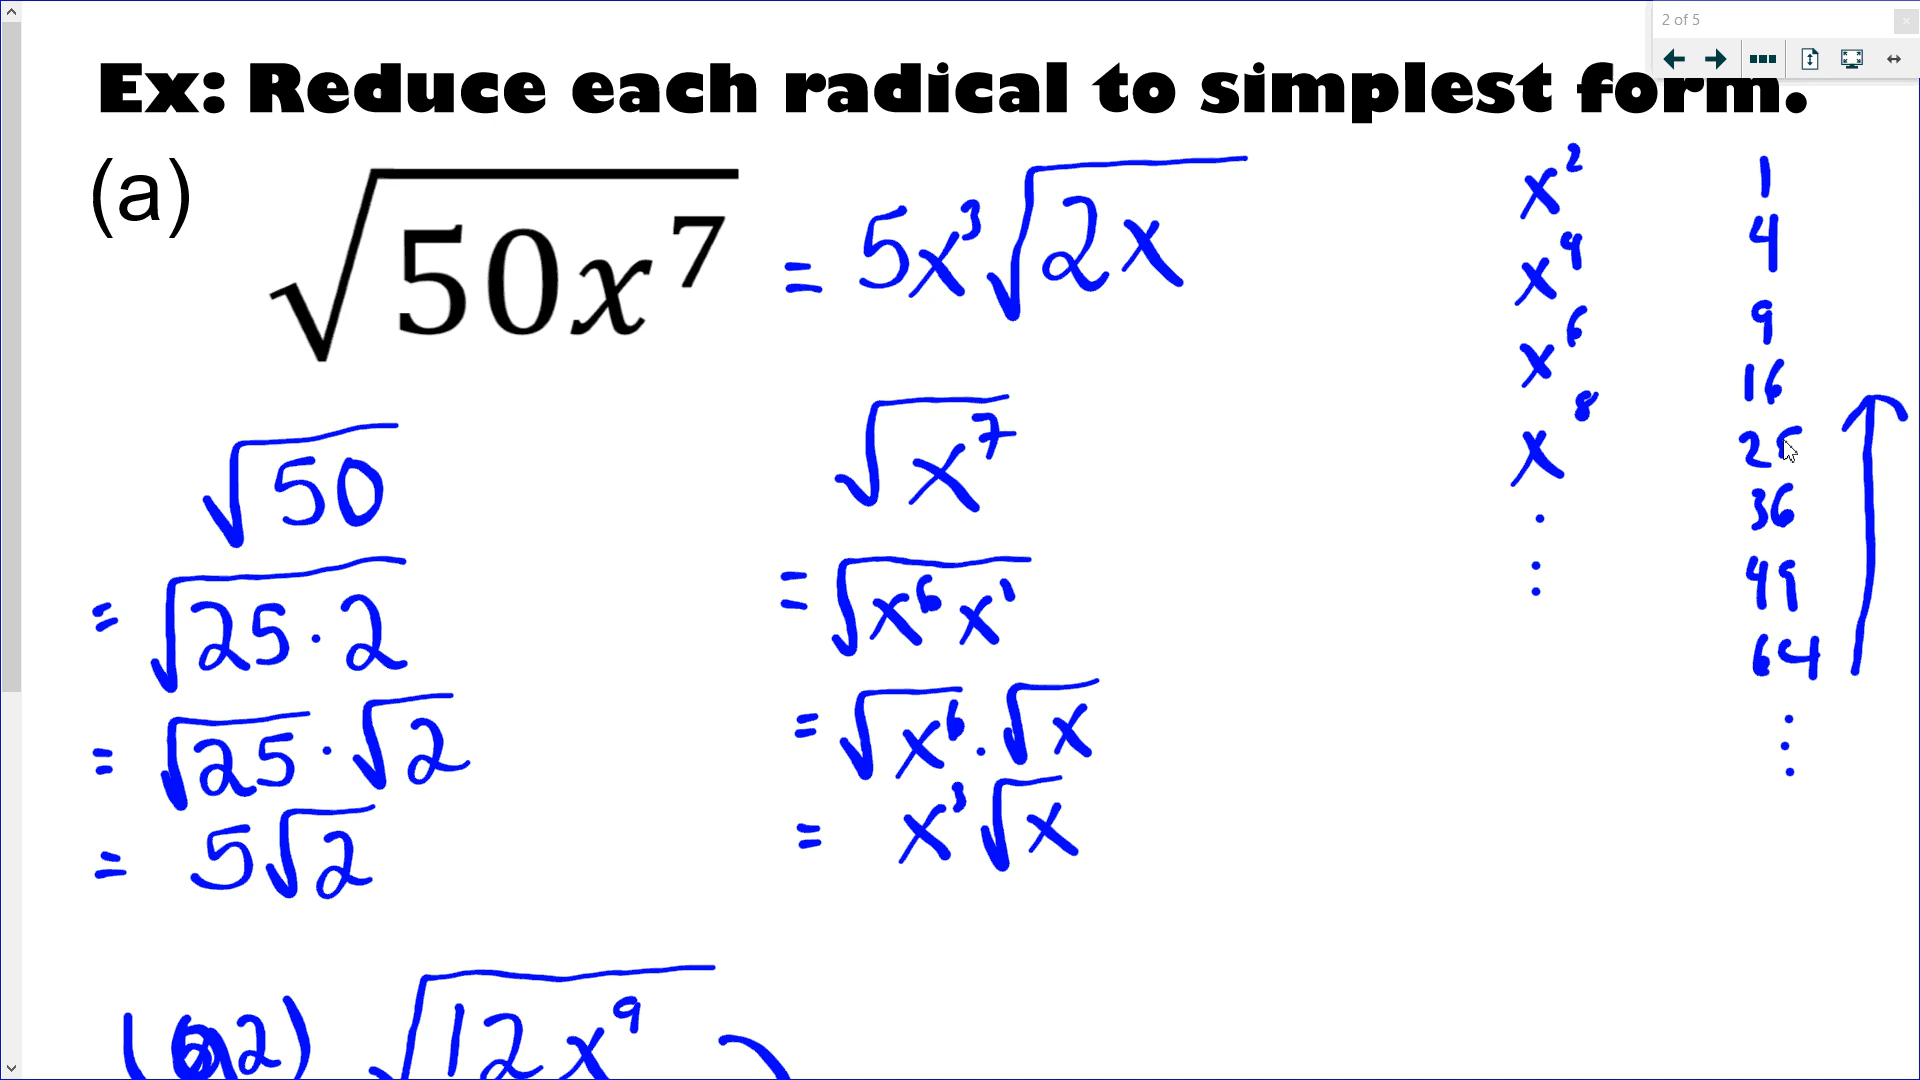 2 of 5
Ex: Reduce each radical to simplest form.
(a) √50x⁷ = 5x³√2x
√50
= √25·2
= √25·√2
= 5√2
√x⁷
= √x⁶x¹
= √x⁶·√x
= x³√x
x²
x⁴
x⁶
x⁸
⋮
1
4
9
16
25
36
49
64
⋮
√12x⁹